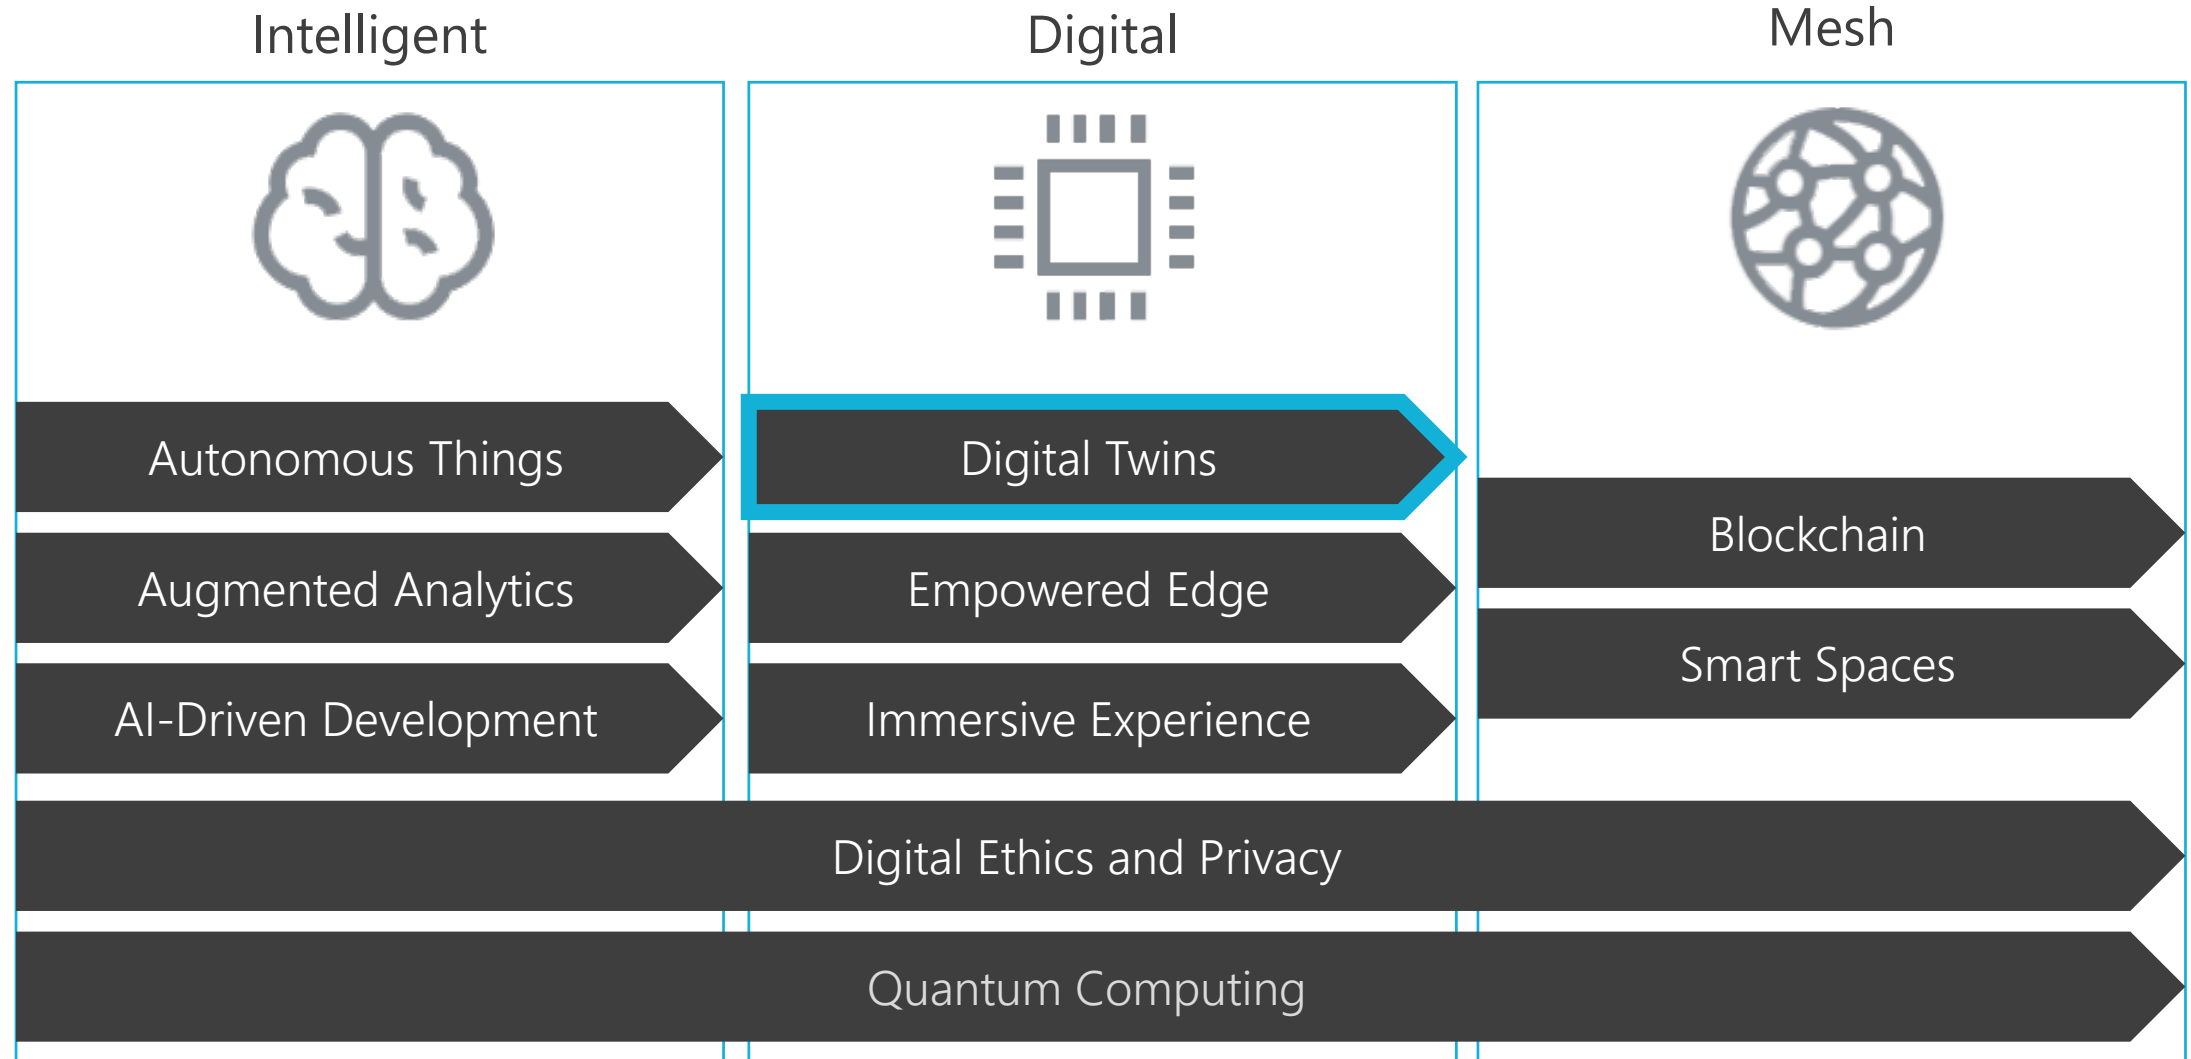 Intelligent
Digital
Mesh
Autonomous Things
Augmented Analytics
AI-Driven Development
Digital Twins
Empowered Edge
Immersive Experience
Blockchain
Smart Spaces
Digital Ethics and Privacy
Quantum Computing